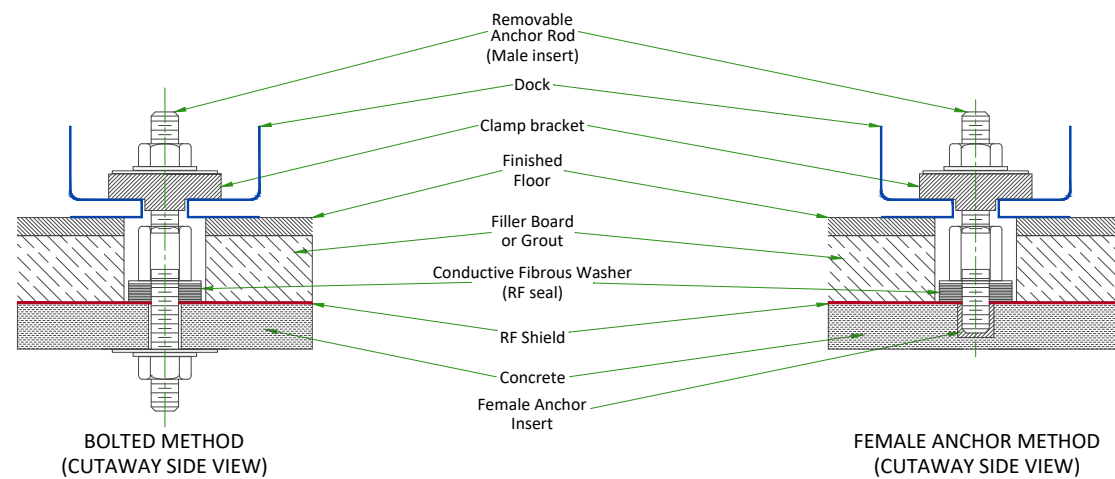 Removable
Anchor Rod
(Male insert)
Dock
Clamp bracket
Finished
Floor
Filler Board
or Grout
Conductive Fibrous Washer
(RF seal)
RF Shield
Concrete
Female Anchor
Insert
BOLTED METHOD
(CUTAWAY SIDE VIEW)
FEMALE ANCHOR METHOD
(CUTAWAY SIDE VIEW)